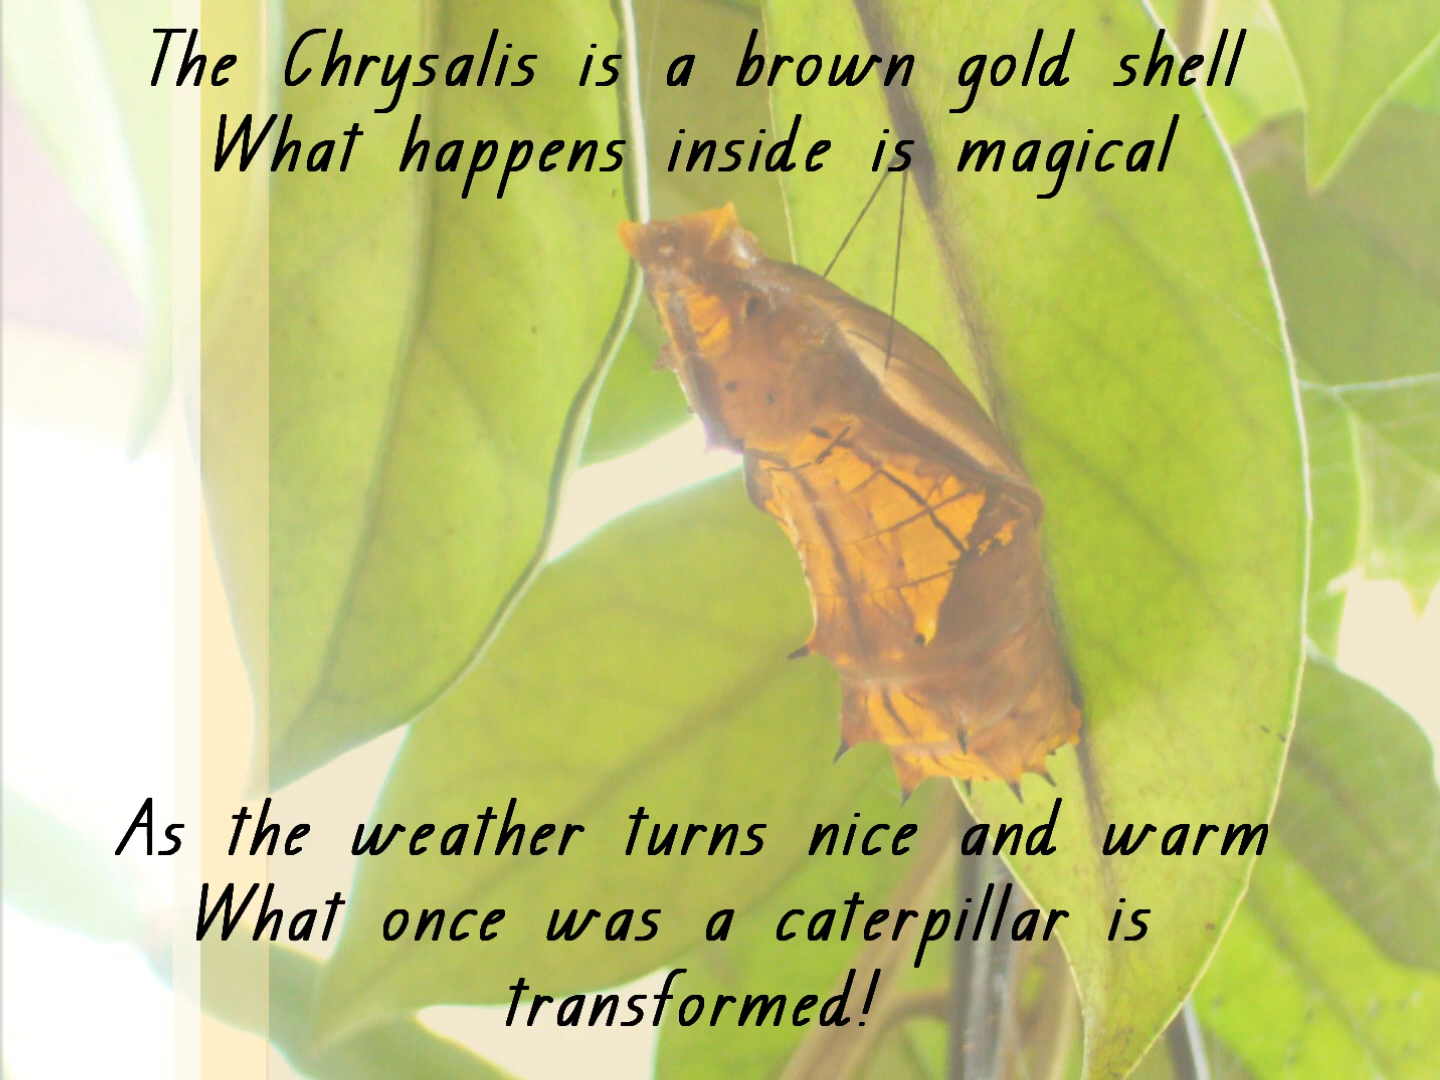 The Chrysalis is a brown gold shell
What happens inside is magical
As the weather turns nice and warm
What once was a caterpillar is
transformed!